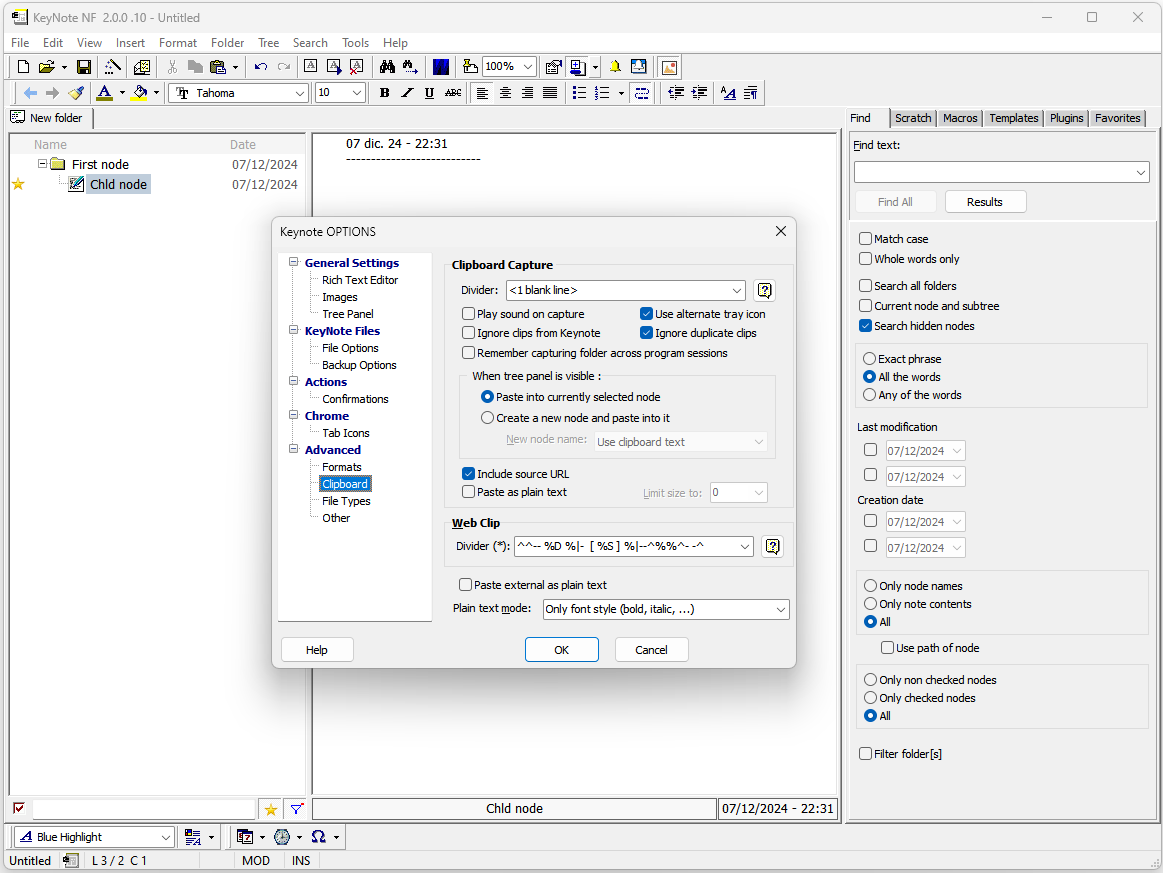 KeyNote NF 2.0.0 .10 - Untitled
File Edit View Insert Format Folder Tree Search Tools Help
100%
Tahoma 10 B I U ABC
New folder
Name Date
First node 07/12/2024
Chld node 07/12/2024
07 dic. 24 - 22:31
---------------------------
Keynote OPTIONS
General Settings
Rich Text Editor
Images
Tree Panel
KeyNote Files
File Options
Backup Options
Actions
Confirmations
Chrome
Tab Icons
Advanced
Formats
Clipboard
File Types
Other
Clipboard Capture
Divider: <1 blank line>
Play sound on capture Use alternate tray icon
Ignore clips from Keynote Ignore duplicate clips
Remember capturing folder across program sessions
When tree panel is visible :
Paste into currently selected node
Create a new node and paste into it
New node name: Use clipboard text
Include source URL
Paste as plain text Limit size to: 0
Web Clip
Divider (*): ^^-- %D %|- [ %S ] %|--^%%^- -^
Paste external as plain text
Plain text mode: Only font style (bold, italic, ...)
Help OK Cancel
Find Scratch Macros Templates Plugins Favorites
Find text:
Find All Results
Match case
Whole words only
Search all folders
Current node and subtree
Search hidden nodes
Exact phrase
All the words
Any of the words
Last modification
07/12/2024
07/12/2024
Creation date
07/12/2024
07/12/2024
Only node names
Only note contents
All
Use path of node
Only non checked nodes
Only checked nodes
All
Filter folder[s]
Chld node 07/12/2024 - 22:31
Blue Highlight
Untitled L 3 / 2 C 1 MOD INS